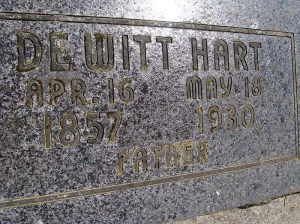 DEWITT HART
APR. 16 MAY 18
1857 1930
FATHER